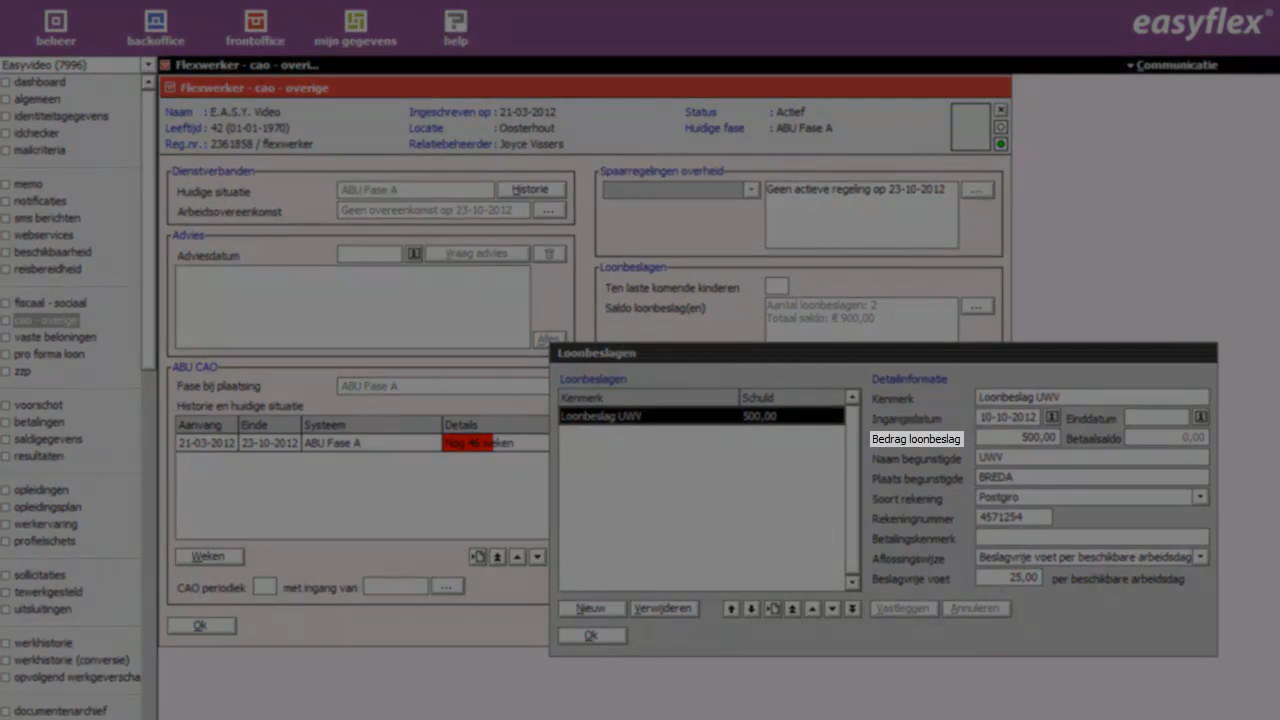 beheer
backoffice
frontoffice
mijn gegevens
help
easyflex
Easyvideo (7996)
Flexwerker - cao - overi...
Communicatie
dashboard
algemeen
identiteitsgegevens
idchecker
mailcriteria
memo
notificaties
sms berichten
webservices
beschikbaarheid
reisbereidheid
fiscaal - sociaal
cao - overige
vaste beloningen
pro forma loon
zzp
voorschot
betalingen
saldigegevens
resultaten
opleidingen
opleidingsplan
werkervaring
profielschets
sollicitaties
tewerkgesteld
uitsluitingen
werkhistorie
werkhistorie (conversie)
opvolgend werkgeverscha
documentenarchief
Flexwerker - cao - overige
Naam : E.A.S.Y. Video
Ingeschreven op : 21-03-2012
Status : Actief
Leeftijd : 42 (01-01-1970)
Locatie : Oosterhout
Huidige fase : ABU Fase A
Reg.nr. : 2361858 / flexwerker
Relatiebeheerder : Joyce Vissers
Dienstverbanden
Huidige situatie ABU Fase A Historie
Arbeidsovereenkomst Geen overeenkomst op 23-10-2012 ...
Advies
Adviesdatum Vraag advies
Alles
Spaarregelingen overheid
Geen actieve regeling op 23-10-2012 ...
Loonbeslagen
Ten laste komende kinderen
Saldo loonbeslag(en) Aantal loonbeslagen: 2 ...
Totaal saldo: € 900,00
ABU CAO
Fase bij plaatsing ABU Fase A
Historie en huidige situatie
Aanvang Einde Systeem Details
21-03-2012 23-10-2012 ABU Fase A Nog 46 weken
Weken
CAO periodiek met ingang van ...
Ok
Loonbeslagen
Loonbeslagen
Kenmerk Schuld
Loonbeslag UWV 500,00
Nieuw Verwijderen
Ok
Detailinformatie
Kenmerk Loonbeslag UWV
Ingangsdatum 10-10-2012 Einddatum
Bedrag loonbeslag 500,00 Betaalsaldo 0,00
Naam begunstigde UWV
Plaats begunstigde BREDA
Soort rekening Postgiro
Rekeningnummer 4571254
Betalingskenmerk
Aflossingswijze Beslagvrije voet per beschikbare arbeidsdag
Beslagvrije voet 25,00 per beschikbare arbeidsdag
Vastleggen Annuleren